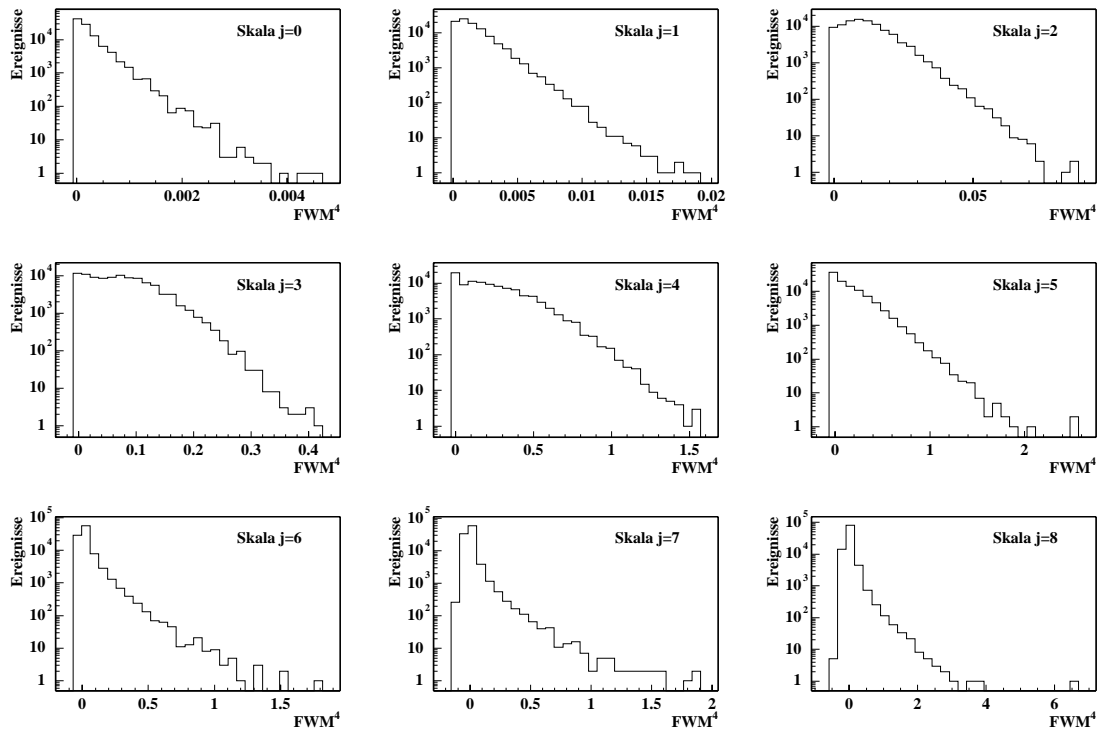 Ereignisse
Skala j=0
10^4
10^3
10^2
10
1
0 0.002 0.004
FWM^4
Ereignisse
Skala j=1
10^4
10^3
10^2
10
1
0 0.005 0.010 0.015 0.02
FWM^4
Ereignisse
Skala j=2
10^4
10^3
10^2
10
1
0 0.05
FWM^4
Ereignisse
Skala j=3
10^4
10^3
10^2
10
1
0 0.1 0.2 0.3 0.4
FWM^4
Ereignisse
Skala j=4
10^4
10^3
10^2
10
1
0 0.5 1 1.5
FWM^4
Ereignisse
Skala j=5
10^4
10^3
10^2
10
1
0 1 2
FWM^4
Ereignisse
Skala j=6
10^5
10^4
10^3
10^2
10
1
0 0.5 1 1.5
FWM^4
Ereignisse
Skala j=7
10^5
10^4
10^3
10^2
10
1
0 0.5 1 1.5 2
FWM^4
Ereignisse
Skala j=8
10^5
10^4
10^3
10^2
10
1
0 2 4 6
FWM^4